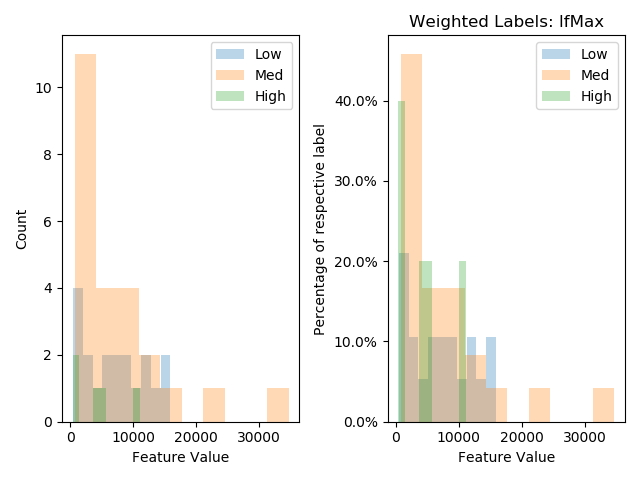 Weighted Labels: lfMax
Low
Med
High
Count
10
8
6
4
2
0
0
10000
20000
30000
Feature Value
Low
Med
High
Percentage of respective label
40.0%
30.0%
20.0%
10.0%
0.0%
0
10000
20000
30000
Feature Value